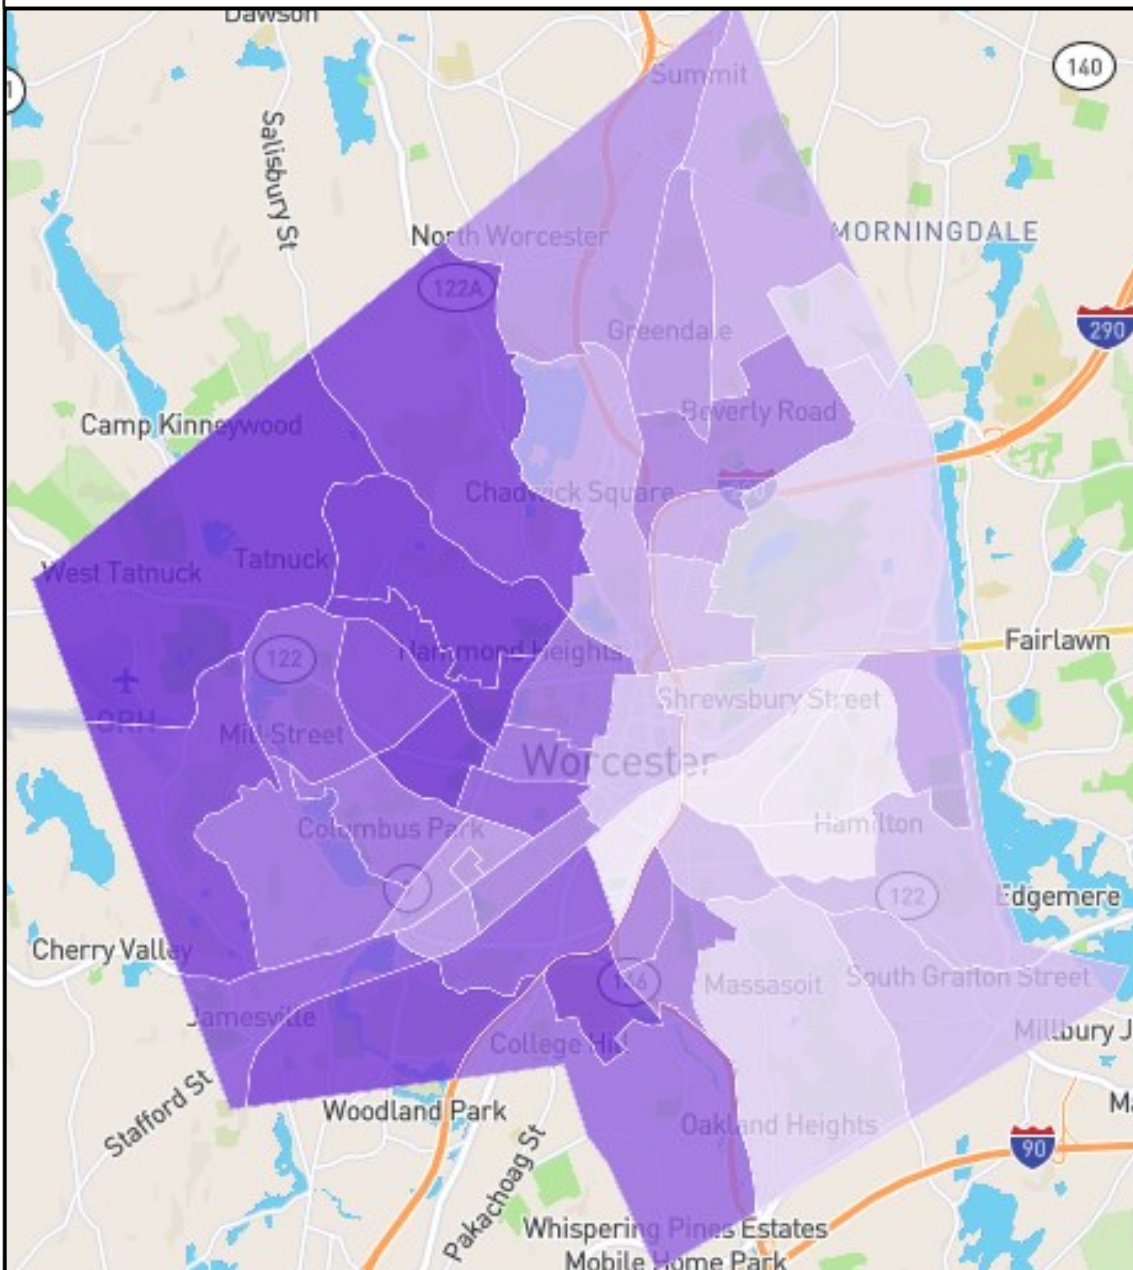 Dawson
Summit
140
1
Salisbury St
North Worcester
MORNINGDALE
122A
Greendale
290
Camp Kinneywood
Beverly Road
Chadwick Square
290
West Tatnuck
Tatnuck
Hammond Heights
Fairlawn
122
ORH
Mill Street
Shrewsbury Street
Worcester
Columbus Park
Hamilton
122
Edgemere
Cherry Valley
146
Massasoit
South Grafton Street
Jamesville
College Hill
Millbury J
Stafford St
Woodland Park
Oakland Heights
Ma
90
Pakachoag St
Whispering Pines Estates
Mobile Home Park